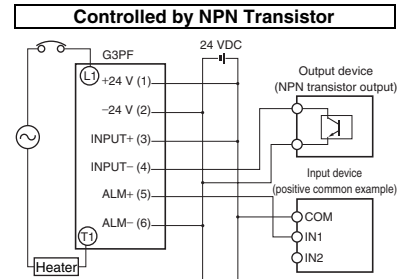 Controlled by NPN Transistor
24 VDC
G3PF
L1
+24 V (1)
−24 V (2)
INPUT+ (3)
INPUT− (4)
ALM+ (5)
ALM− (6)
T1
Heater
Output device
(NPN transistor output)
Input device
(positive common example)
COM
IN1
IN2